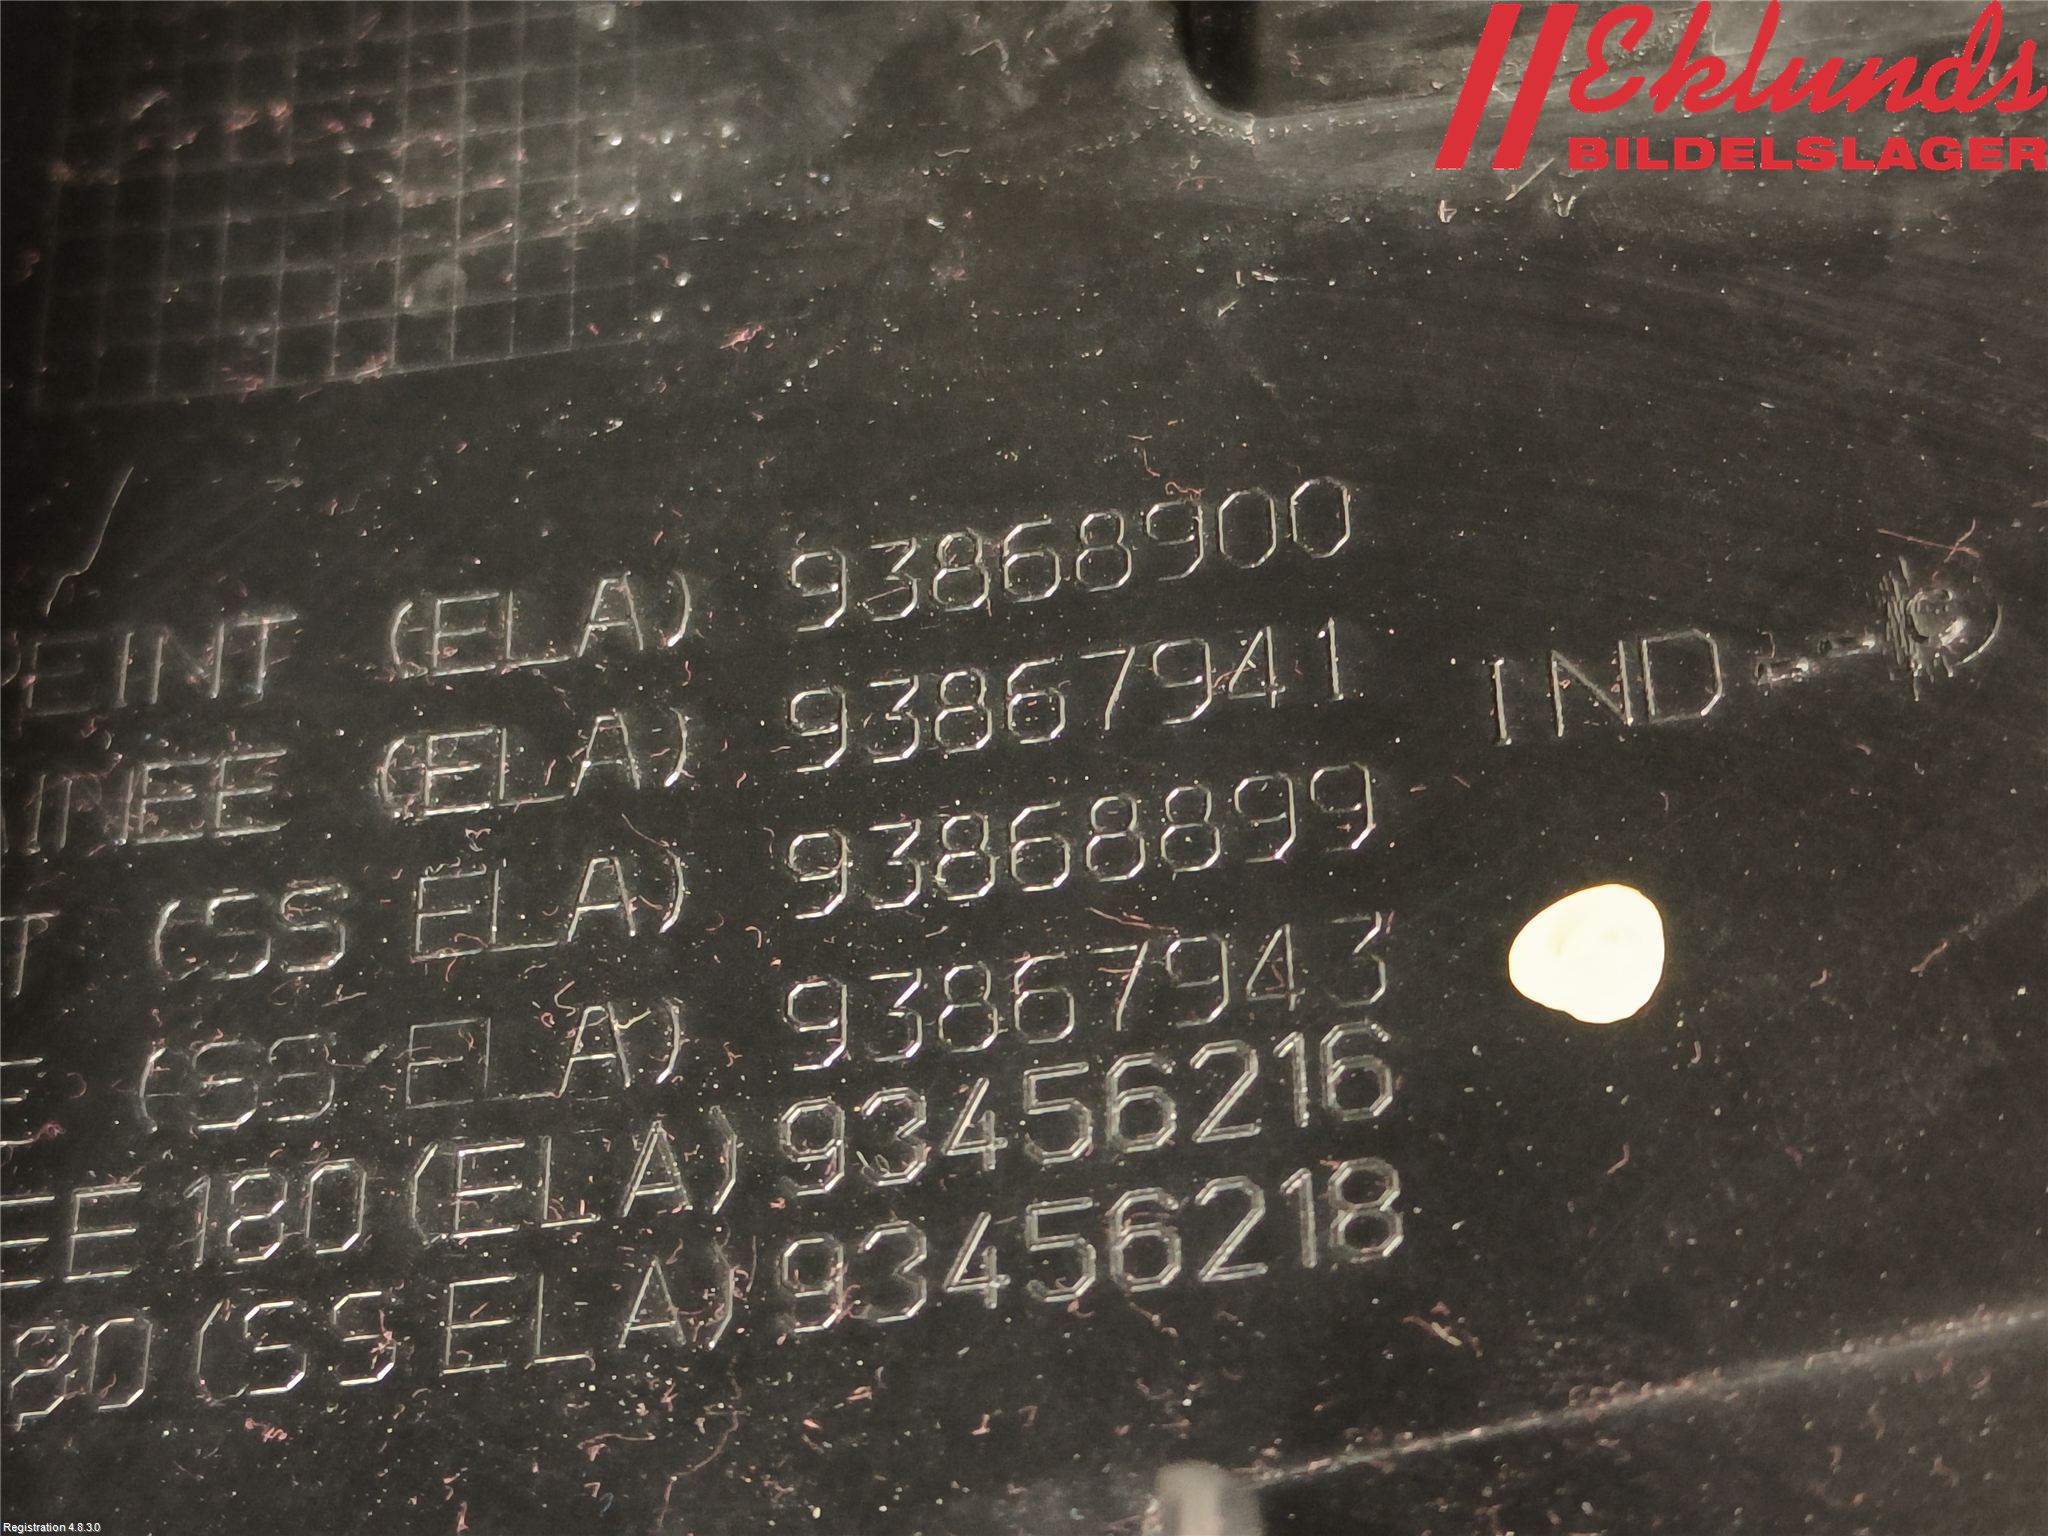 Eklunds
BILDELSLAGER
PEINT (ELA) 93868900
INEE (ELA) 93867941 IND
T (SS ELA) 93868899
E (SS ELA) 93867943
EE 180 (ELA) 93456216
80 (SS ELA) 93456218
Registration 4.8.3.0